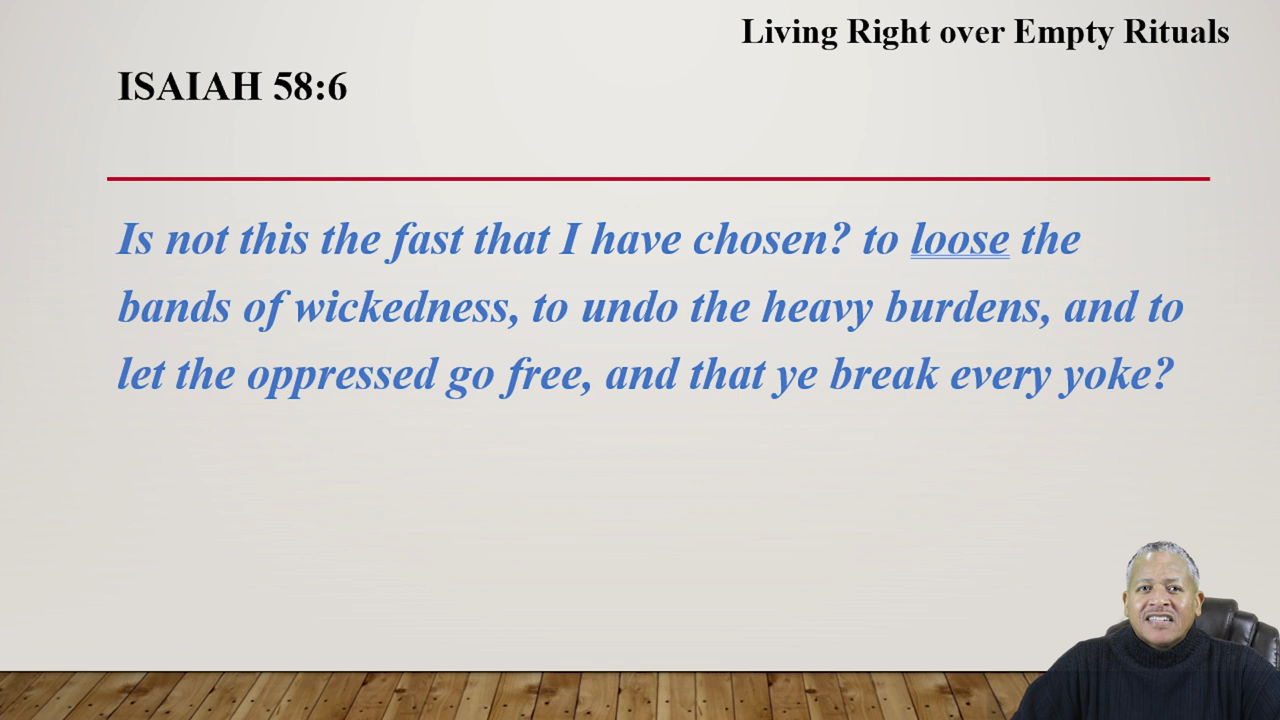 Living Right over Empty Rituals
ISAIAH 58:6
Is not this the fast that I have chosen? to loose the
bands of wickedness, to undo the heavy burdens, and to
let the oppressed go free, and that ye break every yoke?